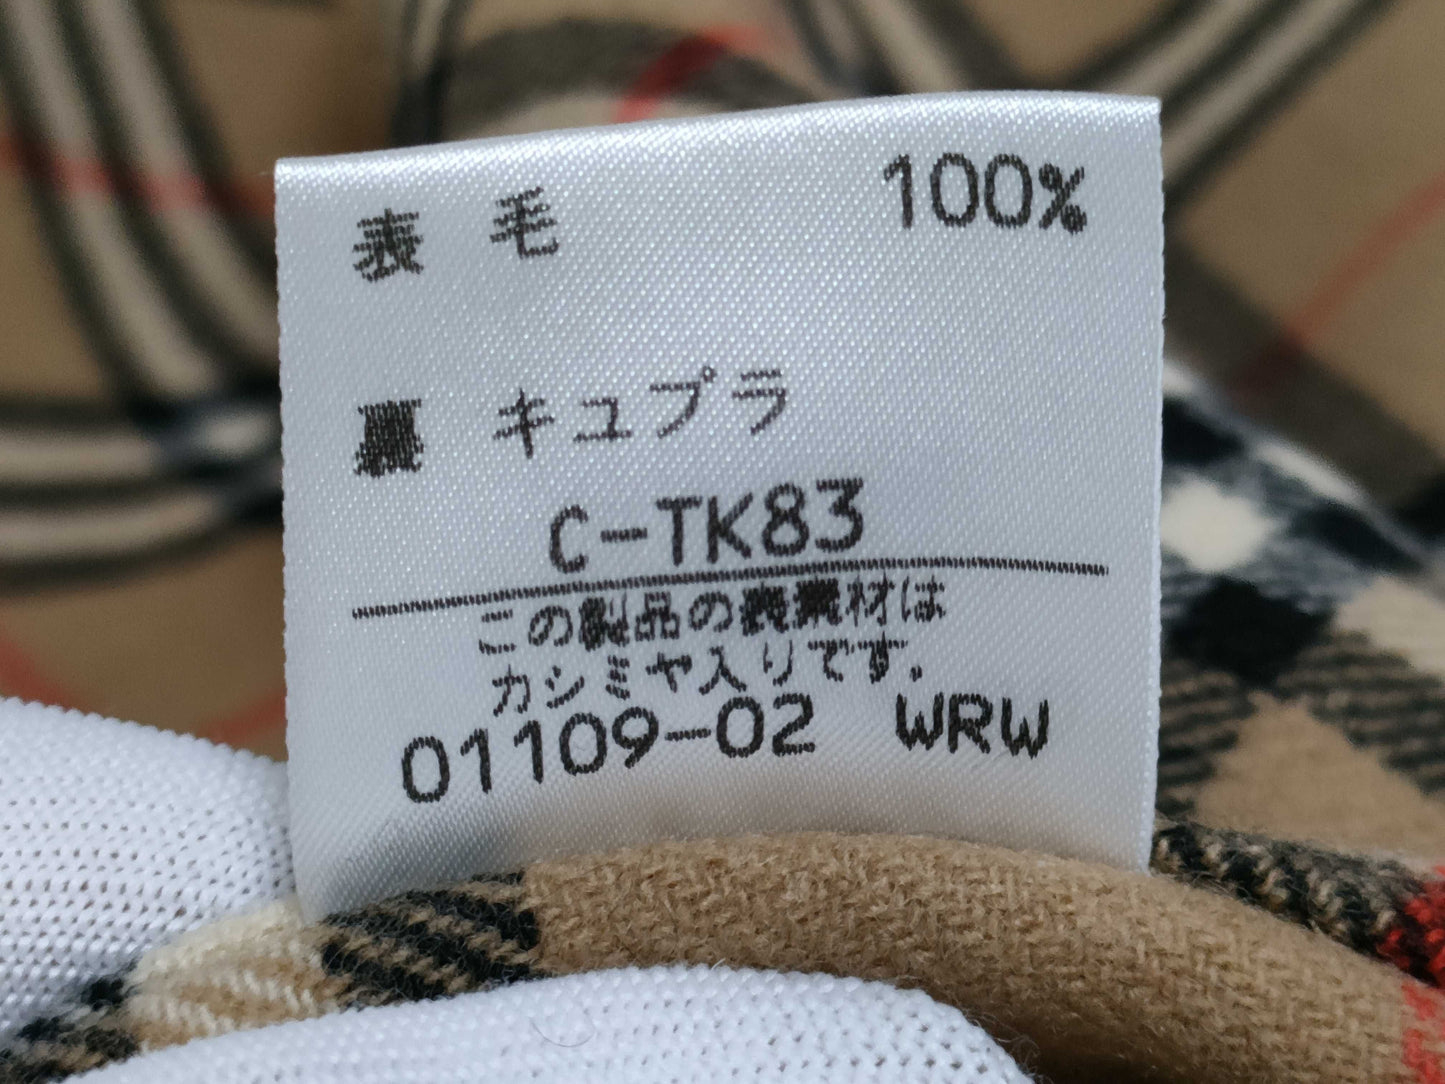 表 毛 100%
裏 キュプラ
C-TK83
この製品の表素材は
カシミヤ入りです.
01109-02 WRW